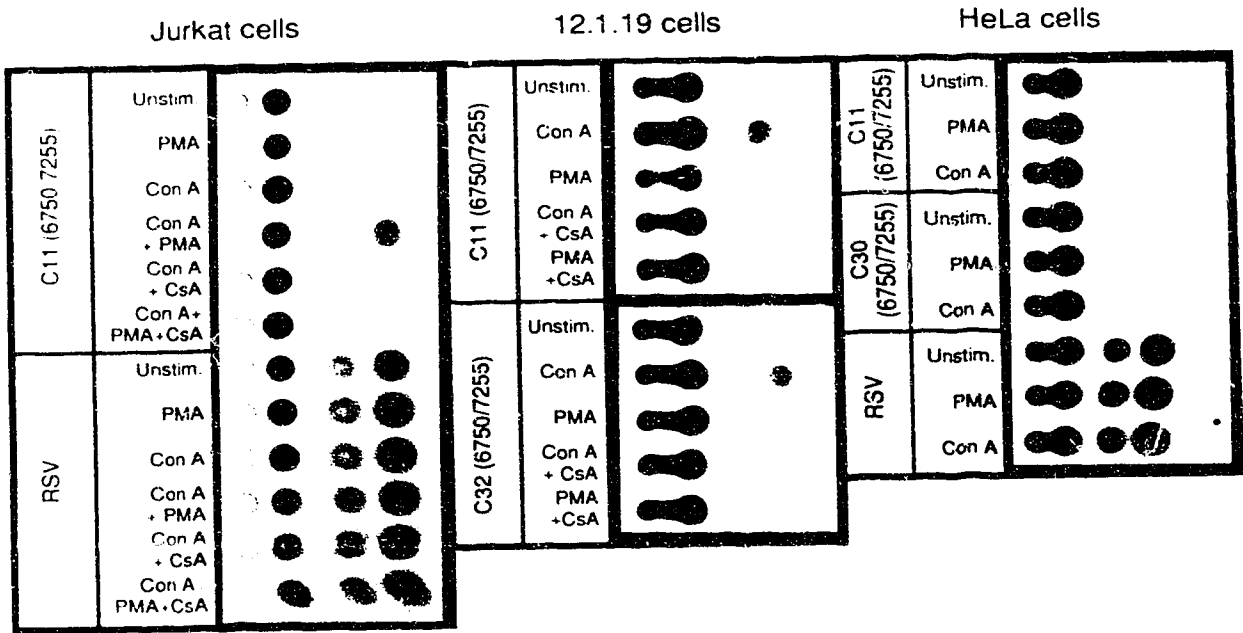 Jurkat cells
12.1.19 cells
HeLa cells
C11 (6750 7255)
Unstim.
PMA
Con A
Con A
+ PMA
Con A
+ CsA
Con A+
PMA+CsA
RSV
Unstim.
PMA
Con A
Con A
+ PMA
Con A
+ CsA
Con A
PMA+CsA
C11 (6750/7255)
Unstim.
Con A
PMA
Con A
+ CsA
PMA
+CsA
C32 (6750/7255)
Unstim.
Con A
PMA
Con A
+ CsA
PMA
+CsA
C11
(6750/7255)
Unstim.
PMA
Con A
C30
(6750/7255)
Unstim.
PMA
Con A
RSV
Unstim.
PMA
Con A